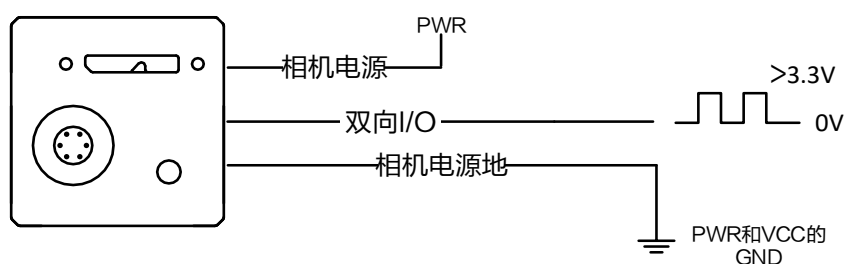 PWR
相机电源
>3.3V
双向I/O
0V
相机电源地
PWR和VCC的
GND